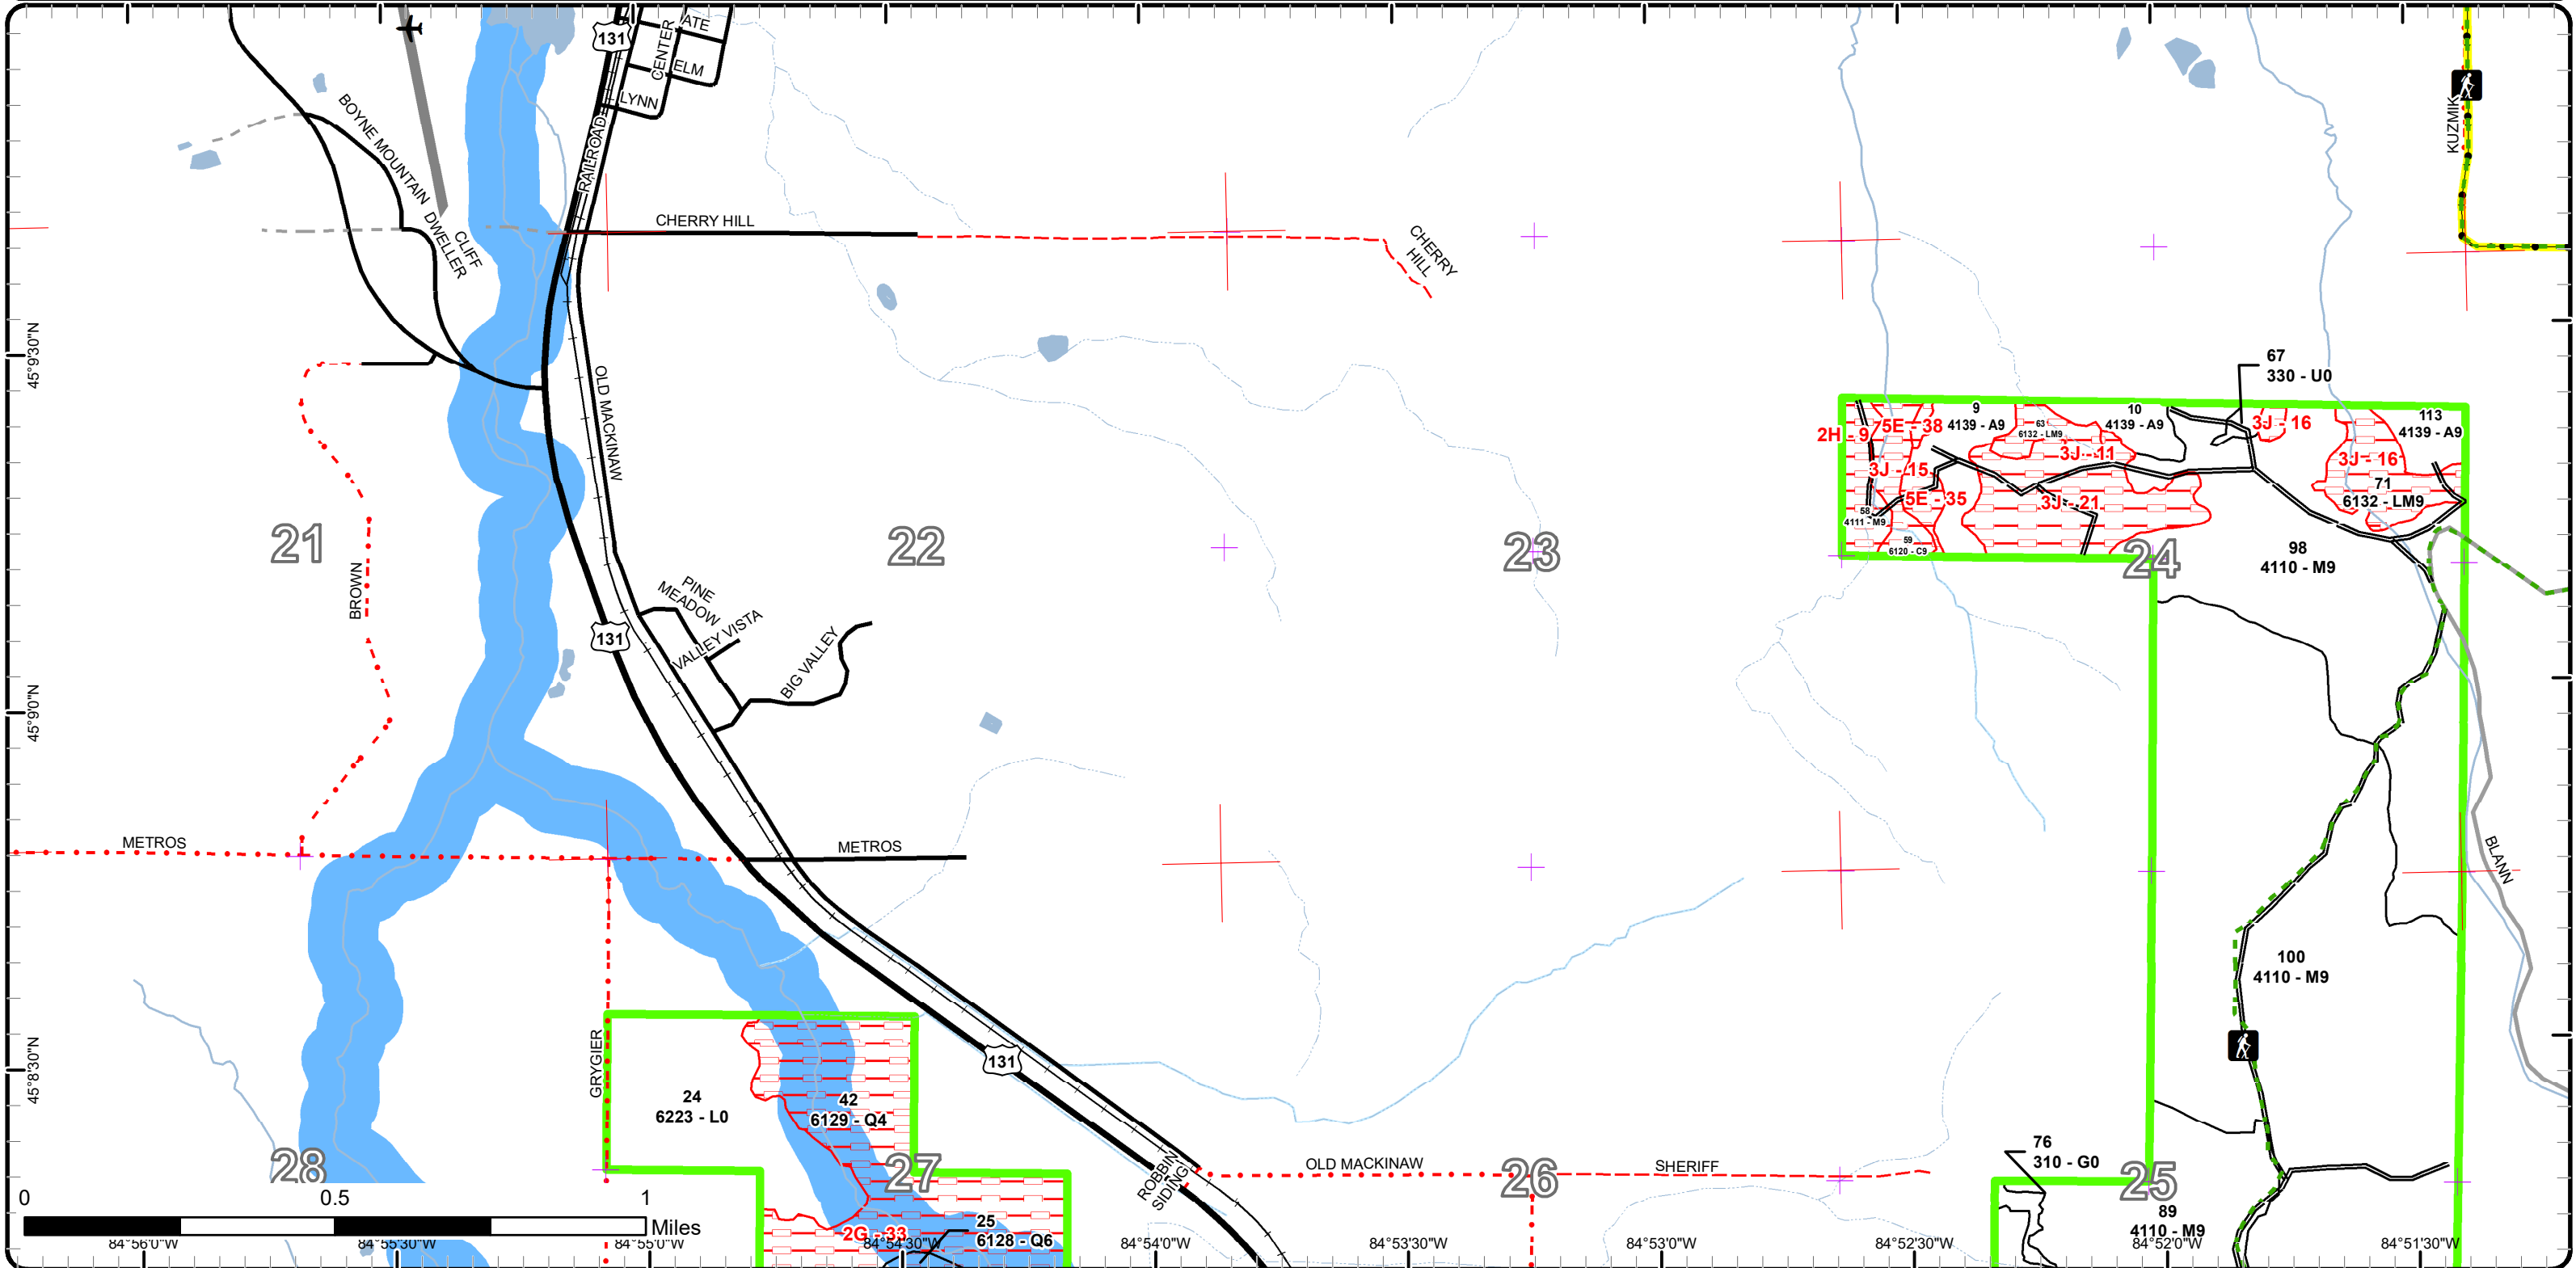 131
CENTER
ATE
ELM
LYNN
RAILROAD
BOYNE MOUNTAIN
CLIFF
DWELLER
CHERRY HILL
CHERRY
HILL
KUZMIK
45°9'30"N
OLD MACKINAW
67
330 - U0
2H - 9
5E - 38
9
4139 - A9
63
6132 - LM9
10
4139 - A9
3J - 16
113
4139 - A9
3J - 15
3J - 11
3J - 16
5E - 35
3J - 21
71
6132 - LM9
58
4111 - M9
59
6120 - C9
21
22
23
24
98
4110 - M9
BROWN
PINE
MEADOW
VALLEY VISTA
BIG VALLEY
131
45°9'0"N
METROS
METROS
BLANN
100
4110 - M9
GRYGIER
131
45°8'30"N
24
6223 - L0
42
6129 - Q4
28
27
26
25
ROBBIN
SIDING
OLD MACKINAW
SHERIFF
76
310 - G0
89
4110 - M9
2G - 33
25
6128 - Q6
0 0.5 1
Miles
84°56'0"W 84°55'30"W 84°55'0"W 84°54'30"W 84°54'0"W 84°53'30"W 84°53'0"W 84°52'30"W 84°52'0"W 84°51'30"W